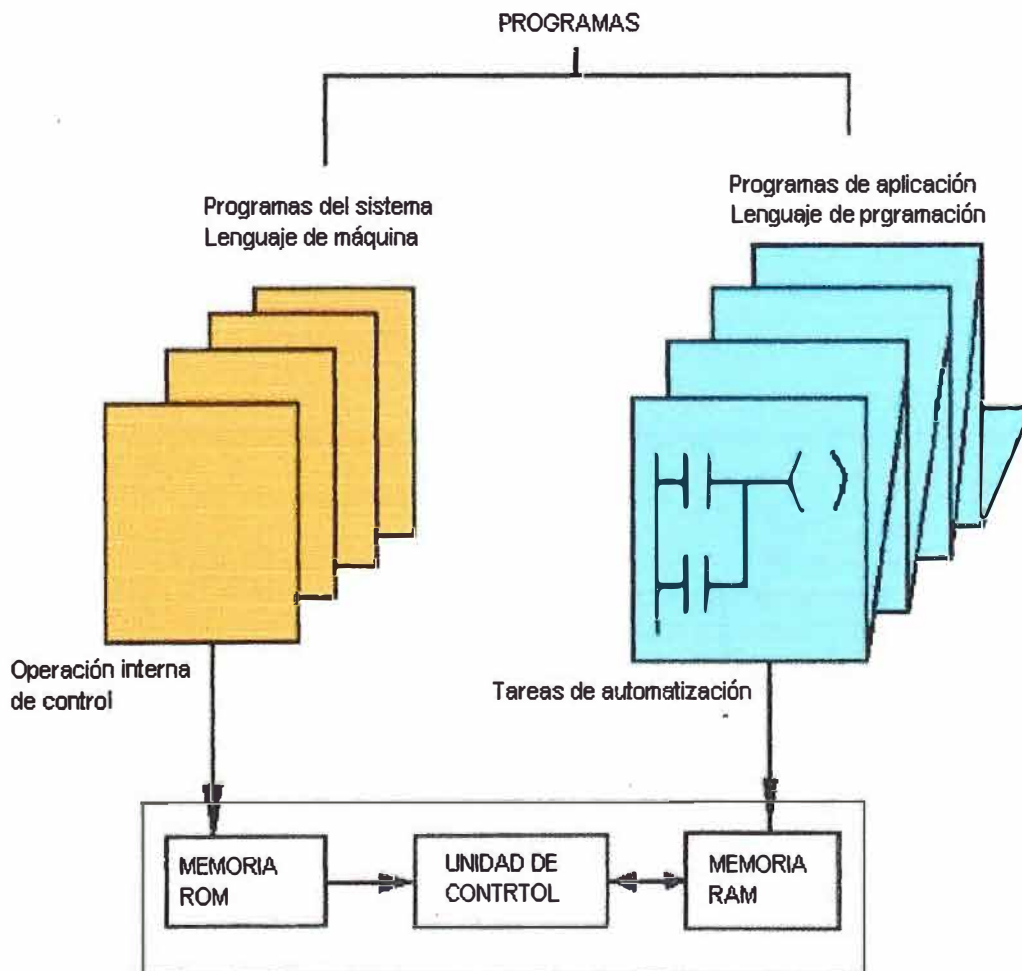 PROGRAMAS
Programas del sistema
Lenguaje de máquina
Programas de aplicación
Lenguaje de prgramación
Operación interna
de control
Tareas de automatización
MEMORIA
ROM
UNIDAD DE
CONTRTOL
MEMORIA
RAM